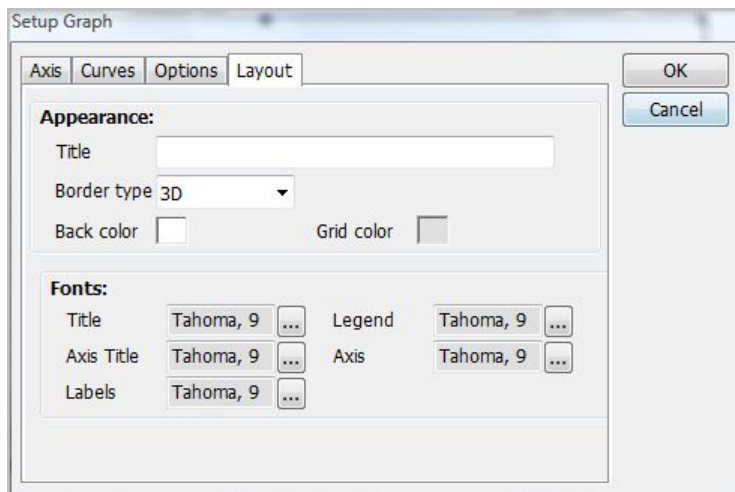 Setup Graph
Axis Curves Options Layout
OK
Cancel
Appearance:
Title
Border type 3D
Back color Grid color
Fonts:
Title Tahoma, 9 ... Legend Tahoma, 9 ...
Axis Title Tahoma, 9 ... Axis Tahoma, 9 ...
Labels Tahoma, 9 ...